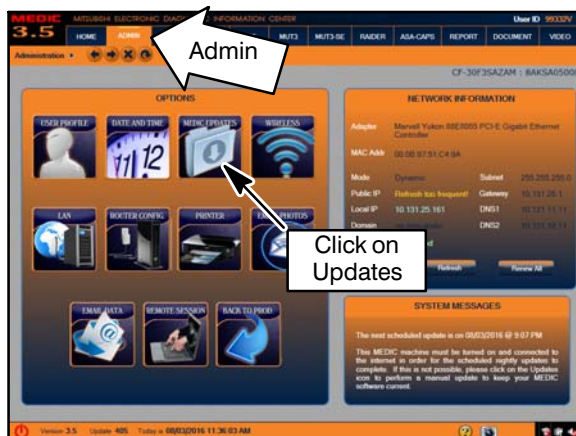 MEDIC MITSUBISHI ELECTRONIC DIAGNOSTIC INFORMATION CENTER User ID 99332V
3.5 HOME ADMIN MUT3 MUT3-SE RAIDER ASA-CAPS REPORT DOCUMENT VIDEO
Administration
Admin
CF-30F3SAZAM : BAKSA0500
OPTIONS
USER PROFILE DATE AND TIME MEDIC UPDATES WIRELESS
LAN ROUTER CONFIG. PRINTER PHOTOS
EMAIL DATA REMOTE SESSION BACK TO PROD
Click on
Updates
NETWORK INFORMATION
Adapter Marvell Yukon 88E8055 PCI-E Gigabit Ethernet
Controller
MAC Addr
Mode Dynamic Subnet 255.255.255.0
Public IP Refresh too frequent! Gateway
Local IP 10.131.25.161 DNS1
Domain DNS2
Refresh Renew All
SYSTEM MESSAGES
The next scheduled update is on 08/03/2016 @ 9:07 PM
This MEDIC machine must be turned on and connected to
the internet in order for the scheduled nightly updates to
complete. If this is not possible, please click on the Updates
icon to perform a manual update to keep your MEDIC
software current.
Version 3.5 Update 405 Today is 08/03/2016 11:36:03 AM